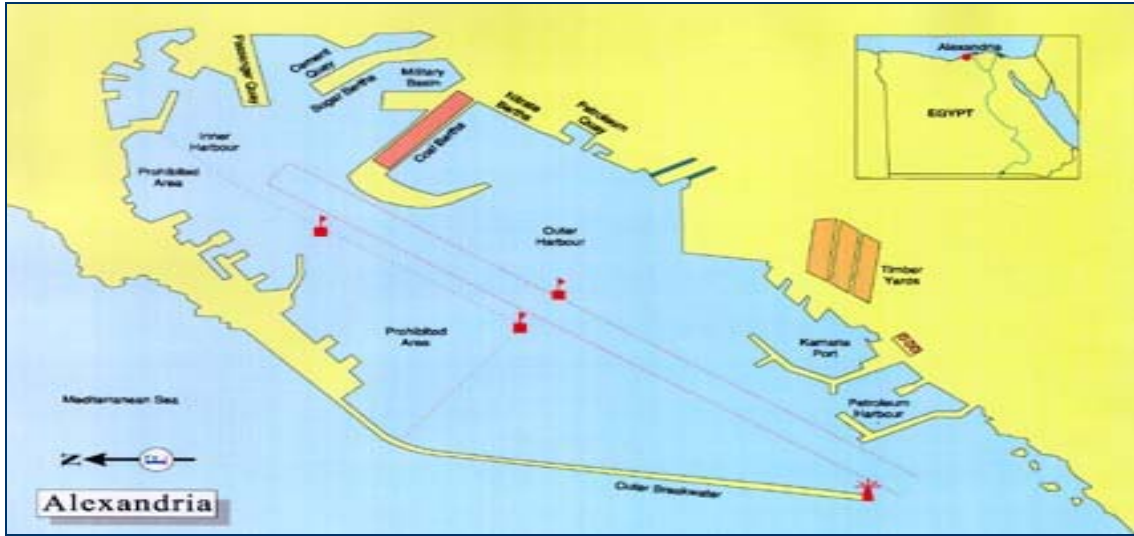 Passenger Quay
Cement
Quay
Sugar Berths
Military
Basin
Coal Berths
Nitrate
Berths
Petroleum
Quay
Alexandria
EGYPT
Inner
Harbour
Prohibited
Area
Outer
Harbour
Timber
Yards
Prohibited
Area
Kamaria
Port
Petroleum
Harbour
Mediterranean Sea
N
Outer Breakwater
Alexandria